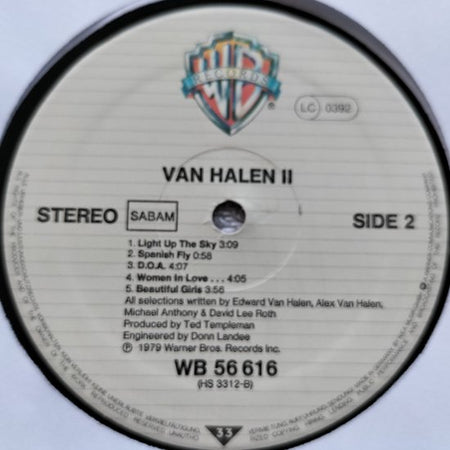 WB
RECORDS
®
LC 0392
VAN HALEN II
STEREO SABAM SIDE 2
1. Light Up The Sky 3:09
2. Spanish Fly 0:58
3. D.O.A. 4:07
4. Women In Love . . . 4:05
5. Beautiful Girls 3:56
All selections written by Edward Van Halen, Alex Van Halen,
Michael Anthony & David Lee Roth
Produced by Ted Templeman
Engineered by Donn Landee
Ⓟ 1979 Warner Bros. Records Inc.
WB 56 616
(HS 3312-B)
33